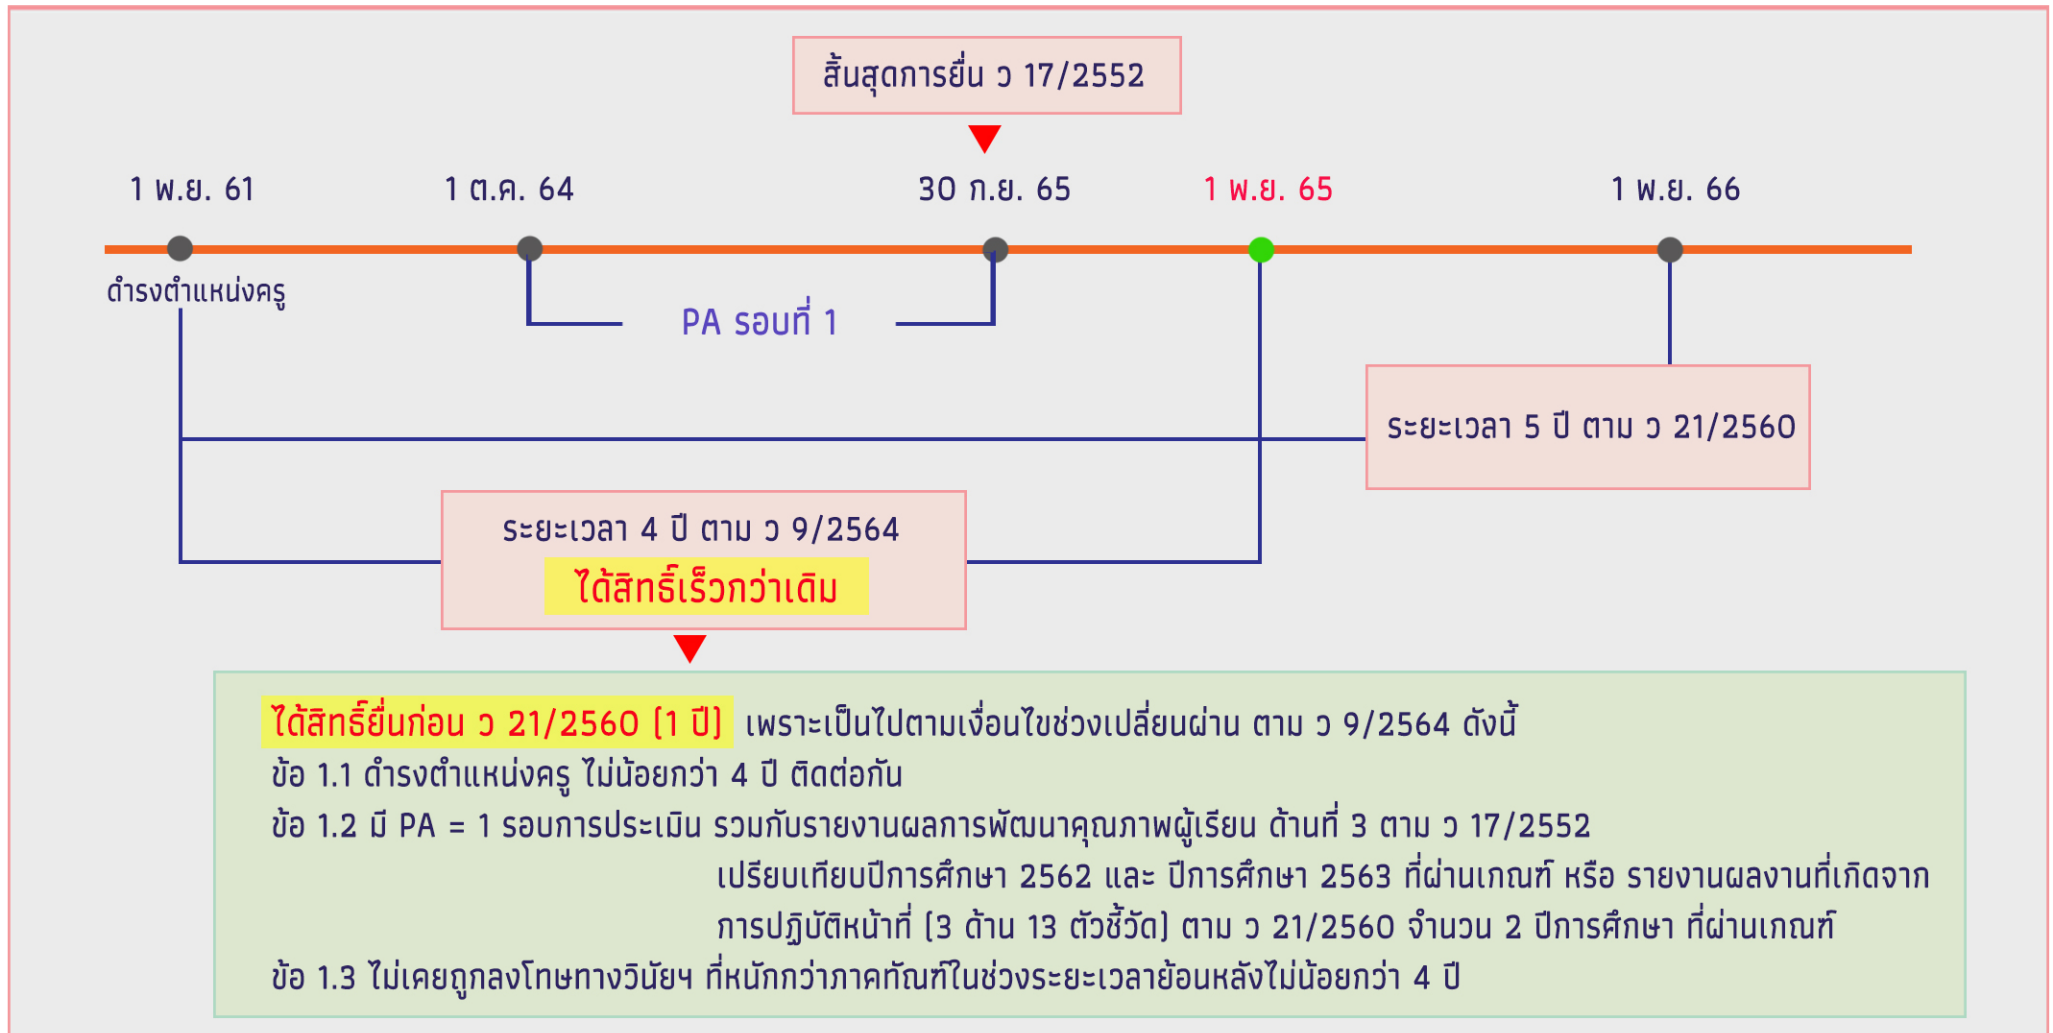 สิ้นสุดการยื่น ว 17/2552
1 พ.ย. 61
1 ต.ค. 64
30 ก.ย. 65
1 พ.ย. 65
1 พ.ย. 66
ดำรงตำแหน่งครู
PA รอบที่ 1
ระยะเวลา 5 ปี ตาม ว 21/2560
ระยะเวลา 4 ปี ตาม ว 9/2564
ได้สิทธิ์เร็วกว่าเดิม
ได้สิทธิ์ยื่นก่อน ว 21/2560 (1 ปี) เพราะเป็นไปตามเงื่อนไขช่วงเปลี่ยนผ่าน ตาม ว 9/2564 ดังนี้
ข้อ 1.1 ดำรงตำแหน่งครู ไม่น้อยกว่า 4 ปี ติดต่อกัน
ข้อ 1.2 มี PA = 1 รอบการประเมิน รวมกับรายงานผลการพัฒนาคุณภาพผู้เรียน ด้านที่ 3 ตาม ว 17/2552
เปรียบเทียบปีการศึกษา 2562 และ ปีการศึกษา 2563 ที่ผ่านเกณฑ์ หรือ รายงานผลงานที่เกิดจาก
การปฏิบัติหน้าที่ (3 ด้าน 13 ตัวชี้วัด) ตาม ว 21/2560 จำนวน 2 ปีการศึกษา ที่ผ่านเกณฑ์
ข้อ 1.3 ไม่เคยถูกลงโทษทางวินัยฯ ที่หนักกว่าภาคทัณฑ์ในช่วงระยะเวลาย้อนหลังไม่น้อยกว่า 4 ปี